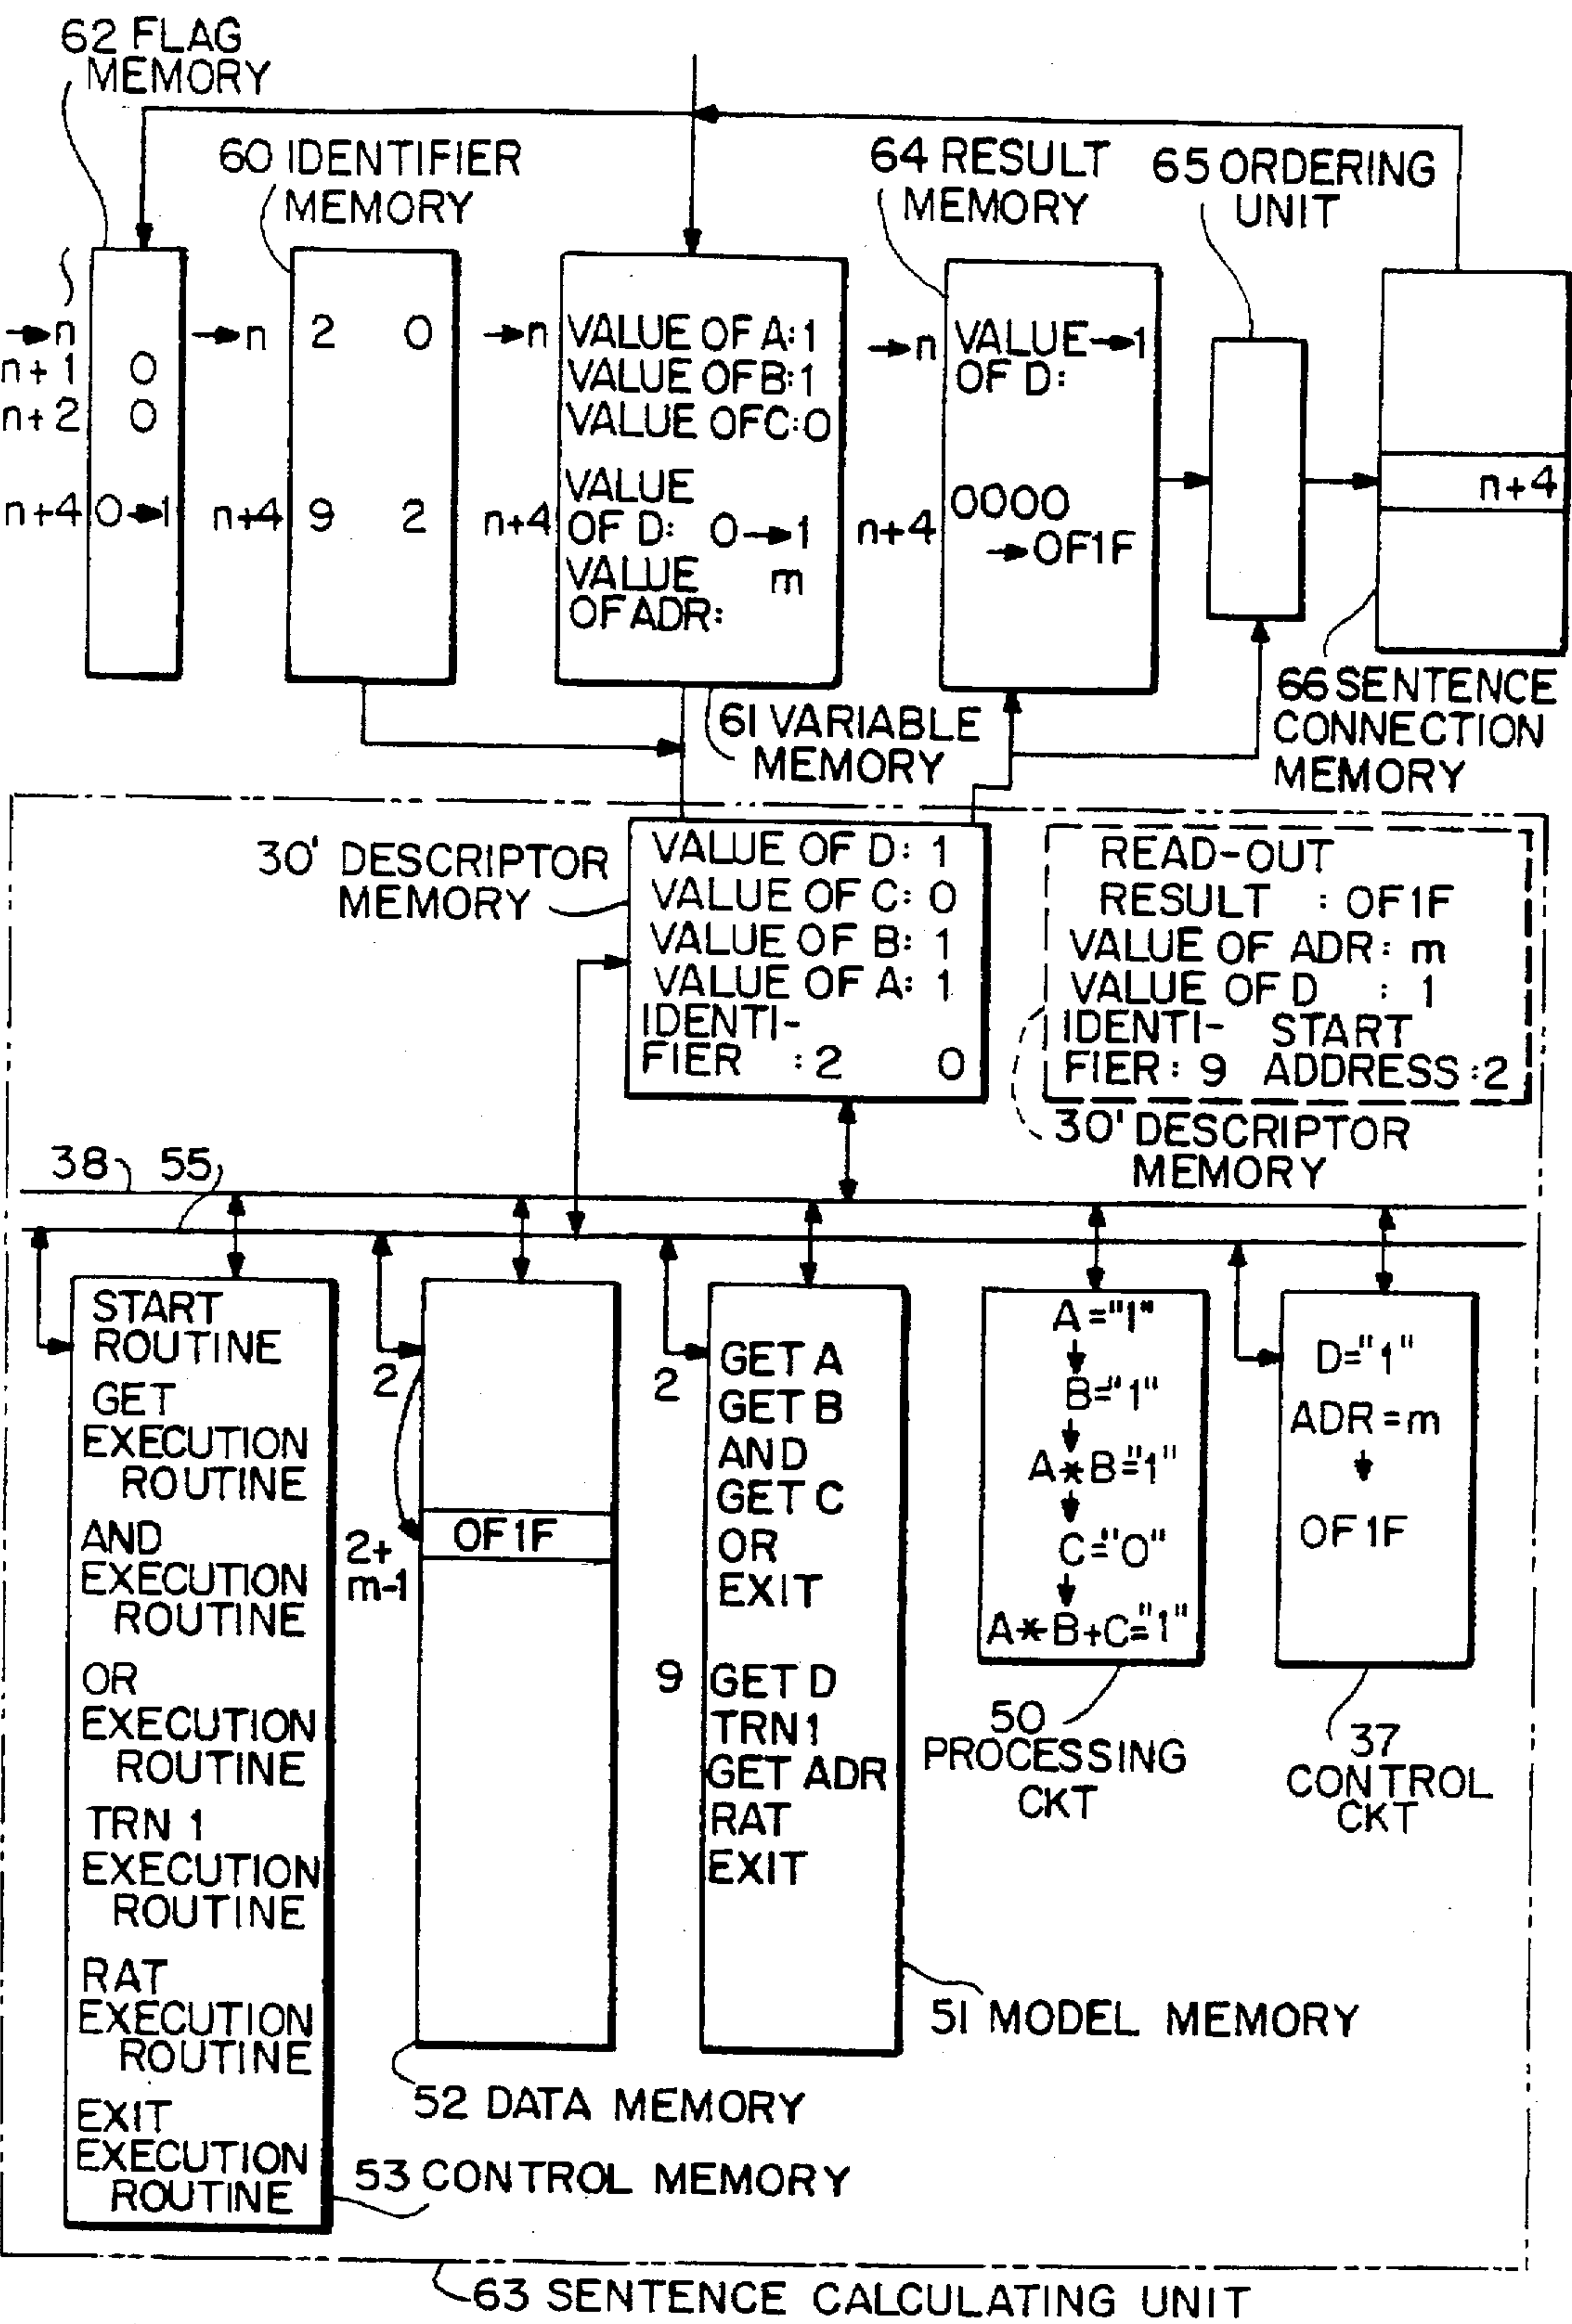 62 FLAG
MEMORY
60 IDENTIFIER
MEMORY
64 RESULT
MEMORY
65 ORDERING
UNIT
→n
n+1 0
n+2 0
n+4 0→1
→n 2 0
n+4 9 2
→n VALUE OF A:1
VALUE OF B:1
VALUE OF C:0
VALUE
n+4 OF D: 0→1
VALUE m
OF ADR:
→n VALUE→1
OF D:
0000
n+4 →OF1F
n+4
61 VARIABLE
MEMORY
66 SENTENCE
CONNECTION
MEMORY
30' DESCRIPTOR
MEMORY
VALUE OF D: 1
VALUE OF C: 0
VALUE OF B: 1
VALUE OF A: 1
IDENTI-
FIER :2 0
READ-OUT
RESULT : OF1F
VALUE OF ADR: m
VALUE OF D : 1
IDENTI- START
FIER: 9 ADDRESS:2
30' DESCRIPTOR
MEMORY
38 55
START
ROUTINE
GET
EXECUTION
ROUTINE
AND
EXECUTION
ROUTINE
OR
EXECUTION
ROUTINE
TRN 1
EXECUTION
ROUTINE
RAT
EXECUTION
ROUTINE
EXIT
EXECUTION
ROUTINE
2
2+ OF1F
m-1
2 GET A
GET B
AND
GET C
OR
EXIT
9 GET D
TRN1
GET ADR
RAT
EXIT
A="1"
B="1"
A*B="1"
C="0"
A*B+C="1"
D="1"
ADR=m
OF1F
50
PROCESSING
CKT
37
CONTROL
CKT
51 MODEL MEMORY
52 DATA MEMORY
53 CONTROL MEMORY
63 SENTENCE CALCULATING UNIT